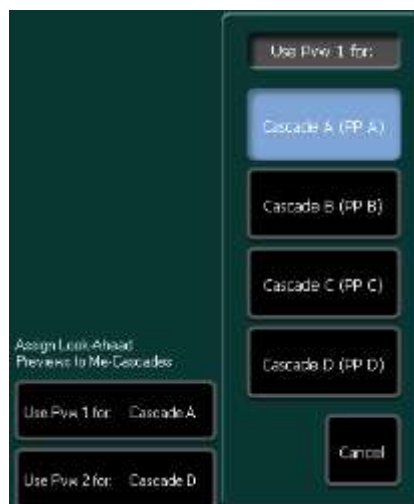 Use Pvw 1 for:
Cascade A (PP A)
Cascade B (PP B)
Cascade C (PP C)
Cascade D (PP D)
Cancel
Assign Look-Ahead
Previews to Me-Cascades
Use Pvw 1 for: Cascade A
Use Pvw 2 for: Cascade D